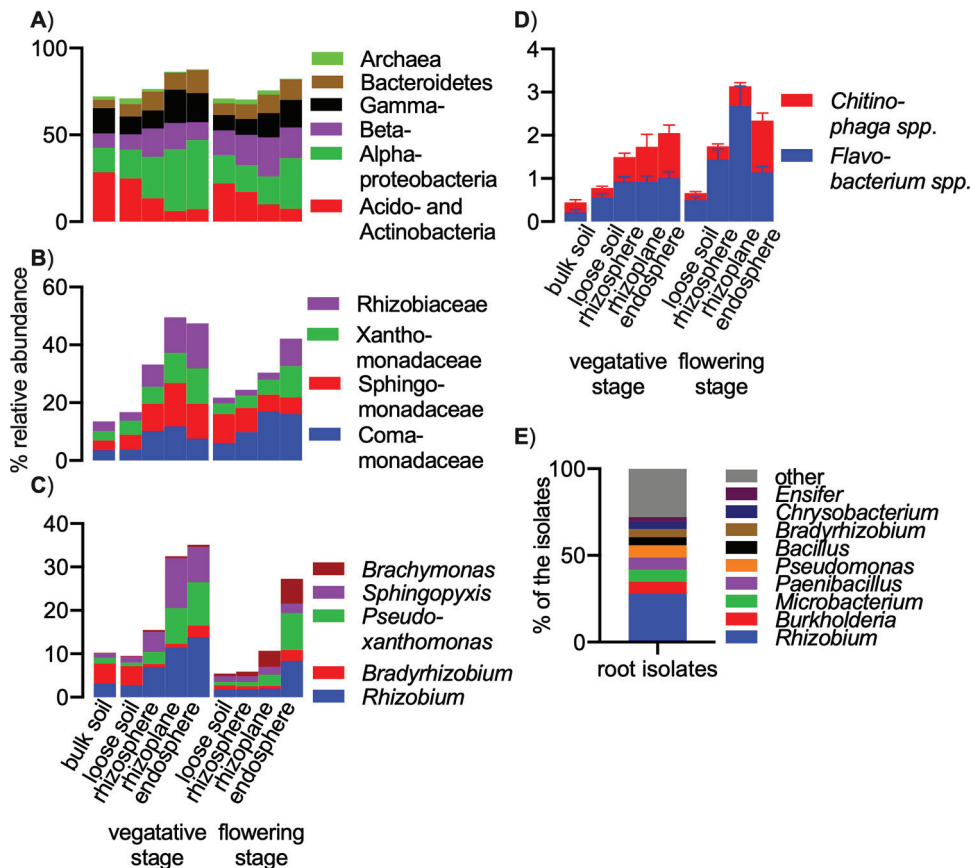 A)
100
50
0
Archaea
Bacteroidetes
Gamma-
Beta-
Alpha-
proteobacteria
Acido- and
Actinobacteria
B)
% relative abundance
60
40
20
0
Rhizobiaceae
Xantho-
monadaceae
Sphingo-
monadaceae
Coma-
monadaceae
C)
40
30
20
10
0
Brachymonas
Sphingopyxis
Pseudo-
xanthomonas
Bradyrhizobium
Rhizobium
bulk soil
loose soil
rhizosphere
rhizoplane
endosphere
loose soil
rhizosphere
rhizoplane
endosphere
vegatative
stage
flowering
stage
D)
4
3
2
1
0
Chitino-
phaga spp.
Flavo-
bacterium spp.
bulk soil
loose soil
rhizosphere
rhizoplane
endosphere
loose soil
rhizosphere
rhizoplane
endosphere
vegatative
stage
flowering
stage
E)
% of the isolates
100
50
0
root isolates
other
Ensifer
Chrysobacterium
Bradyrhizobium
Bacillus
Pseudomonas
Paenibacillus
Microbacterium
Burkholderia
Rhizobium